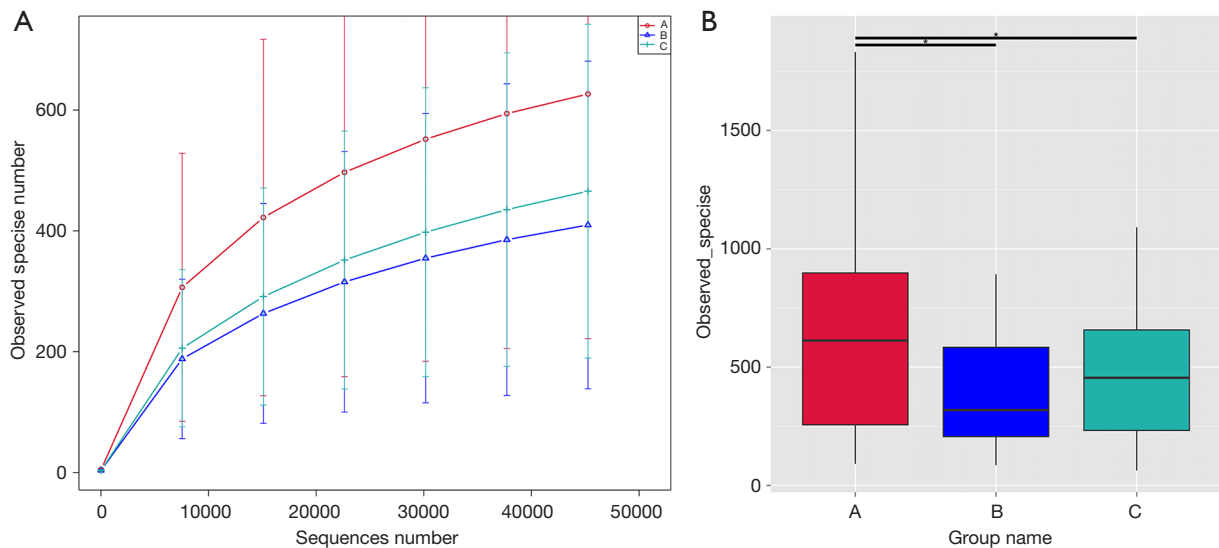 A
A
B
C
600
400
200
0
Observed specise number
0 10000 20000 30000 40000 50000
Sequences number
B
* *
1500
1000
500
0
Observed_specise
A B C
Group name